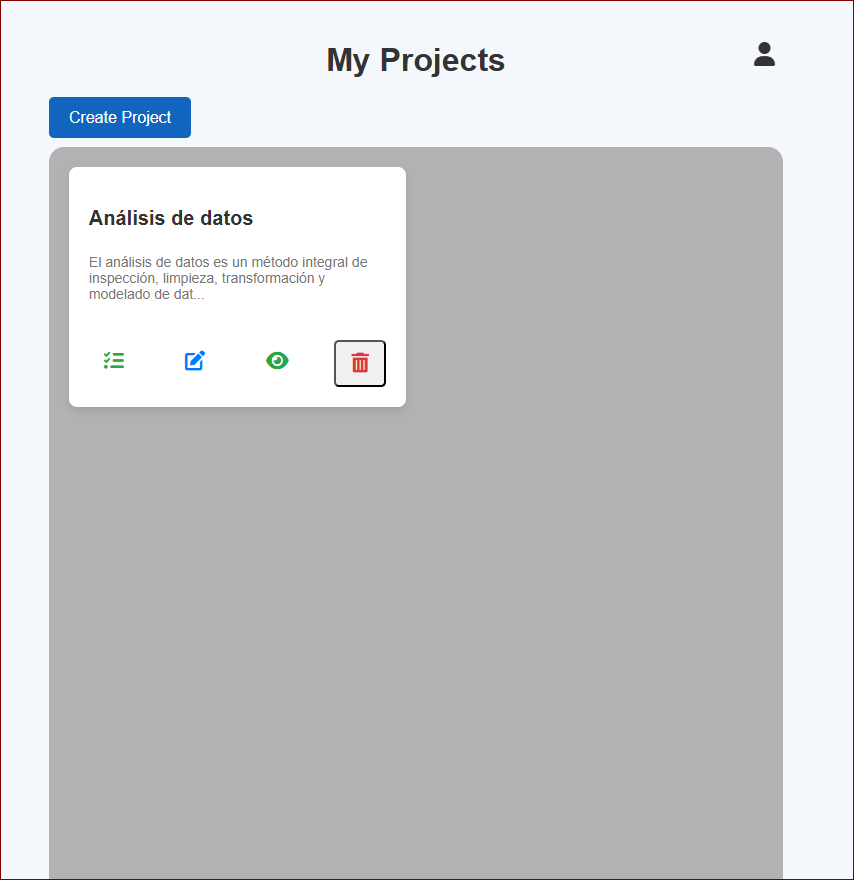 My Projects
Create Project
Análisis de datos
El análisis de datos es un método integral de
inspección, limpieza, transformación y
modelado de dat...